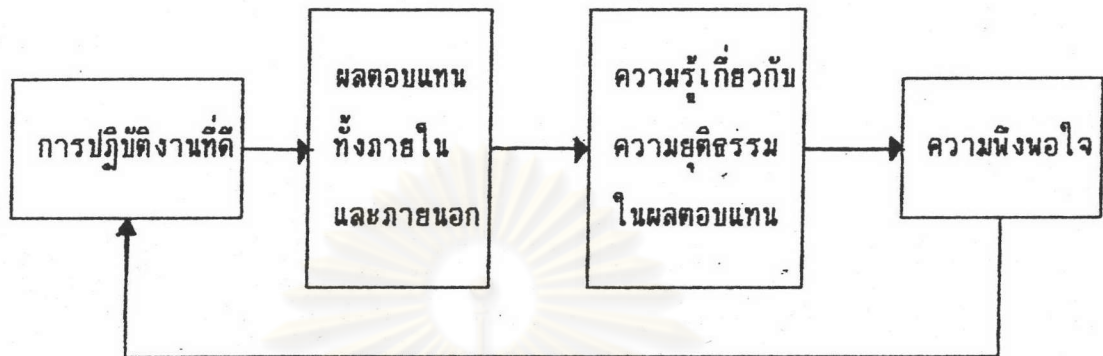 การปฏิบัติงานที่ดี
ผลตอบแทน
ทั้งภายใน
และภายนอก
ความรู้เกี่ยวกับ
ความยุติธรรม
ในผลตอบแทน
ความพึงพอใจ